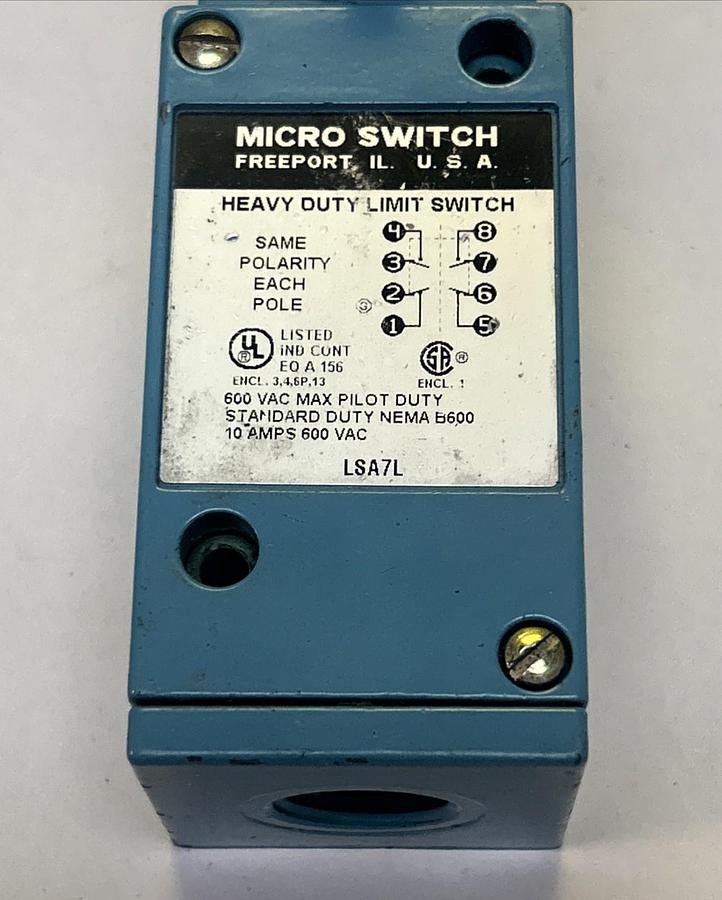 MICRO SWITCH
FREEPORT, IL. U. S. A.
HEAVY DUTY LIMIT SWITCH
SAME
POLARITY
EACH
POLE
4 8
3 7
2 6
1 5
UL ®
LISTED
IND CONT
EQ A 156
ENCL. 3,4,6P,13
SA ®
ENCL. 1
600 VAC MAX PILOT DUTY
STANDARD DUTY NEMA B600
10 AMPS 600 VAC
LSA7L